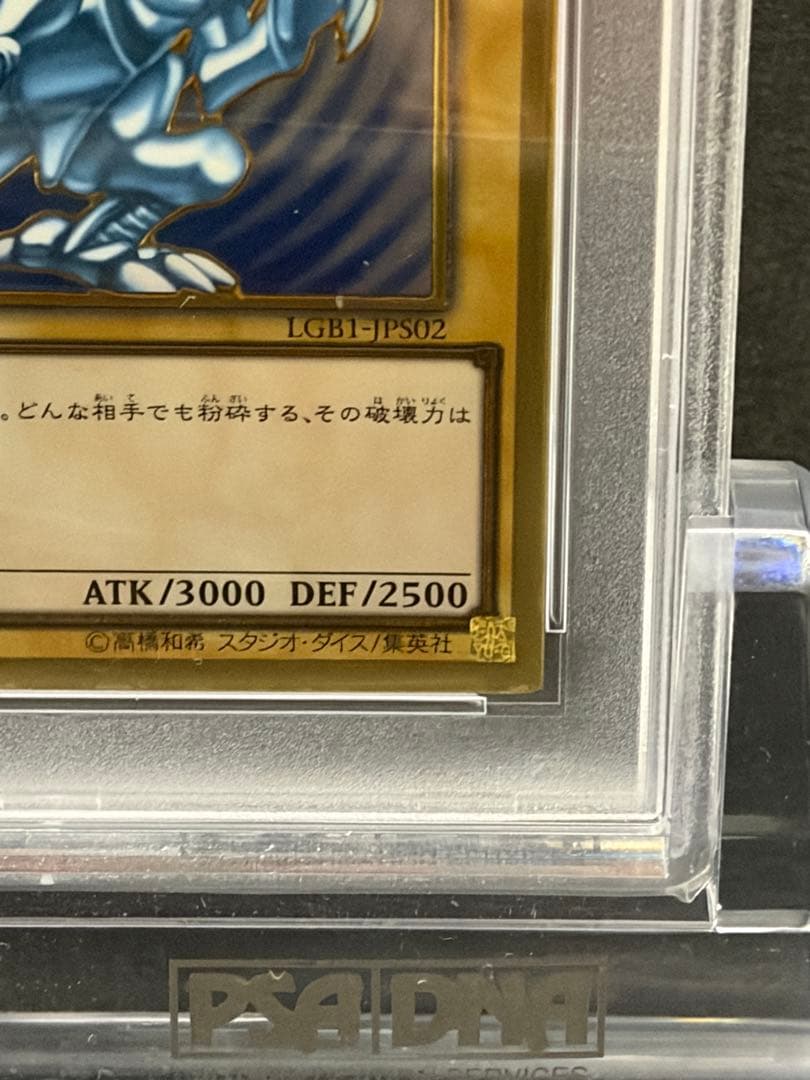 LGB1-JPS02
。どんな相手でも粉砕する、その破壊力は
ATK/3000 DEF/2500
©高橋和希 スタジオ・ダイス/集英社
PSA DNA
SERVICES